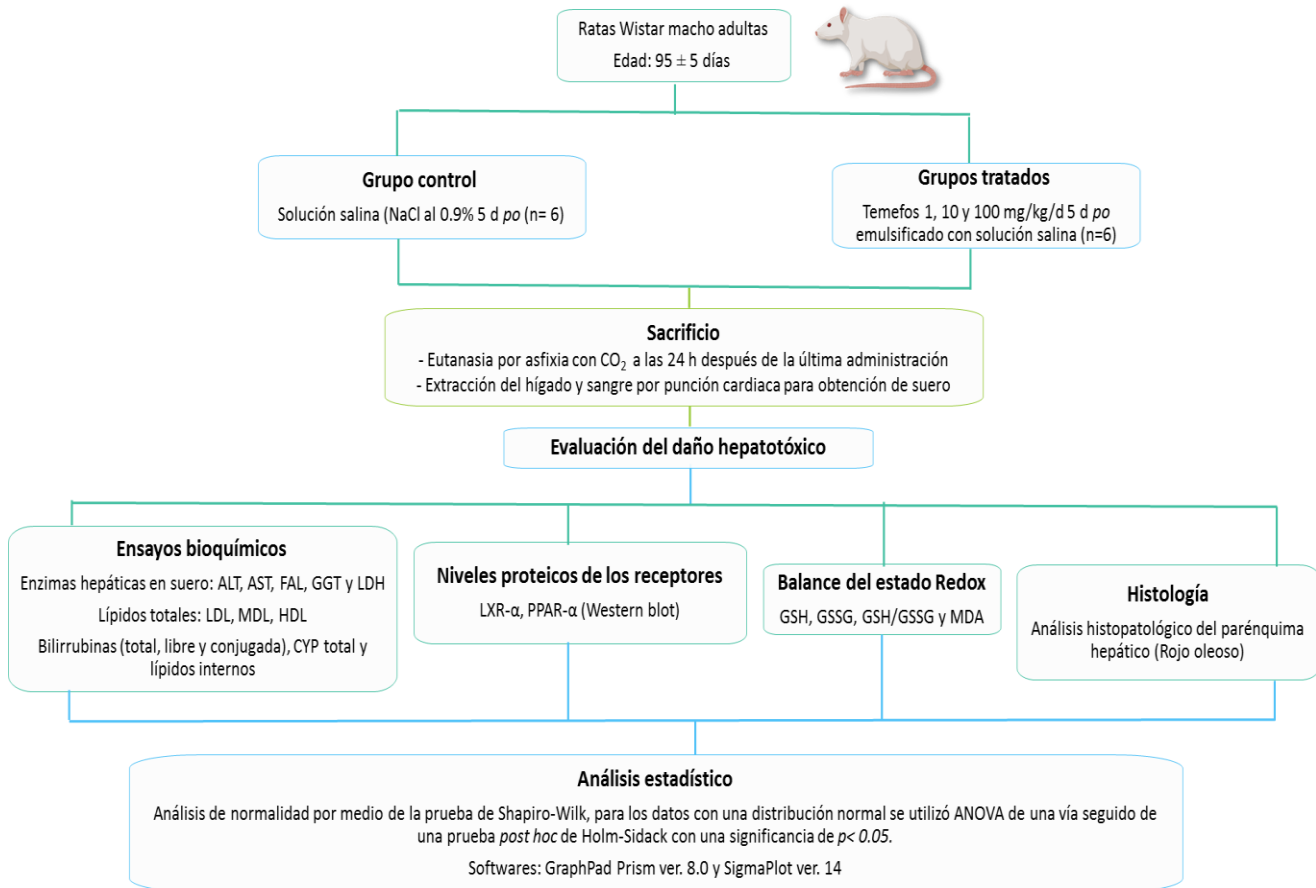 Ratas Wistar macho adultas
Edad: 95 ± 5 días
Grupo control
Solución salina (NaCl al 0.9% 5 d po (n= 6)
Grupos tratados
Temefos 1, 10 y 100 mg/kg/d 5 d po
emulsificado con solución salina (n=6)
Sacrificio
- Eutanasia por asfixia con CO₂ a las 24 h después de la última administración
- Extracción del hígado y sangre por punción cardiaca para obtención de suero
Evaluación del daño hepatotóxico
Ensayos bioquímicos
Enzimas hepáticas en suero: ALT, AST, FAL, GGT y LDH
Lípidos totales: LDL, MDL, HDL
Bilirrubinas (total, libre y conjugada), CYP total y
lípidos internos
Niveles proteicos de los receptores
LXR-α, PPAR-α (Western blot)
Balance del estado Redox
GSH, GSSG, GSH/GSSG y MDA
Histología
Análisis histopatológico del parénquima
hepático (Rojo oleoso)
Análisis estadístico
Análisis de normalidad por medio de la prueba de Shapiro-Wilk, para los datos con una distribución normal se utilizó ANOVA de una vía seguido de
una prueba post hoc de Holm-Sidack con una significancia de p< 0.05.
Softwares: GraphPad Prism ver. 8.0 y SigmaPlot ver. 14